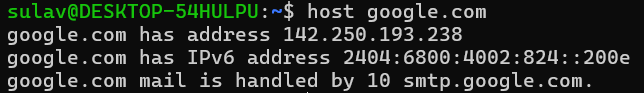 sulav@DESKTOP-54HULPU:~$ host google.com
google.com has address 142.250.193.238
google.com has IPv6 address 2404:6800:4002:824::200e
google.com mail is handled by 10 smtp.google.com.